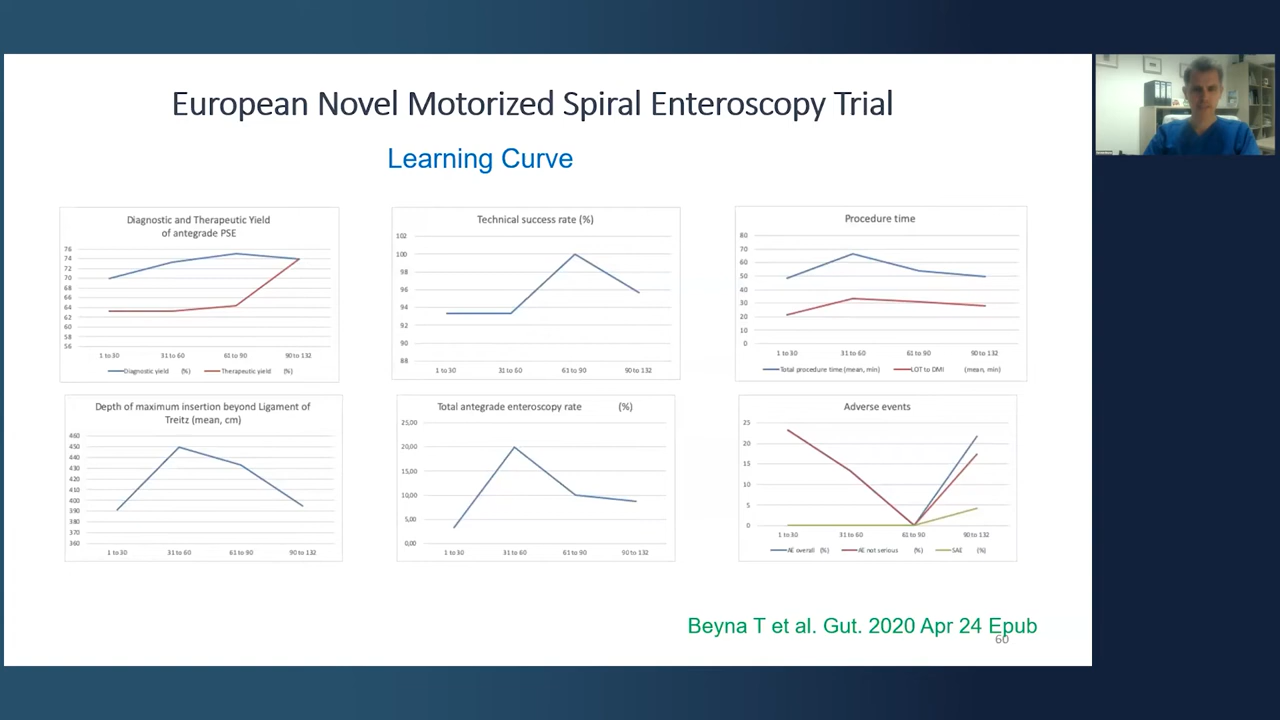 European Novel Motorized Spiral Enteroscopy Trial
Learning Curve
Diagnostic and Therapeutic Yield
of antegrade PSE
76
74
72
70
68
66
64
62
60
58
56
1 to 30 31 to 60 61 to 90 90 to 132
Diagnostic yield (%) Therapeutic yield (%)
Technical success rate (%)
102
100
98
96
94
92
90
88
1 to 30 31 to 60 61 to 90 90 to 132
Procedure time
80
70
60
50
40
30
20
10
0
1 to 30 31 to 60 61 to 90 90 to 132
Total procedure time (mean, min) LOT to DMI (mean, min)
Depth of maximum insertion beyond Ligament of
Treitz (mean, cm)
460
450
440
430
420
410
400
390
380
370
360
1 to 30 31 to 60 61 to 90 90 to 132
Total antegrade enteroscopy rate (%)
25,00
20,00
15,00
10,00
5,00
0,00
1 to 30 31 to 60 61 to 90 90 to 132
Adverse events
25
20
15
10
5
0
1 to 30 31 to 60 61 to 90 90 to 132
AE overall (%) AE not serious (%) SAE (%)
Beyna T et al. Gut. 2020 Apr 24 Epub
60